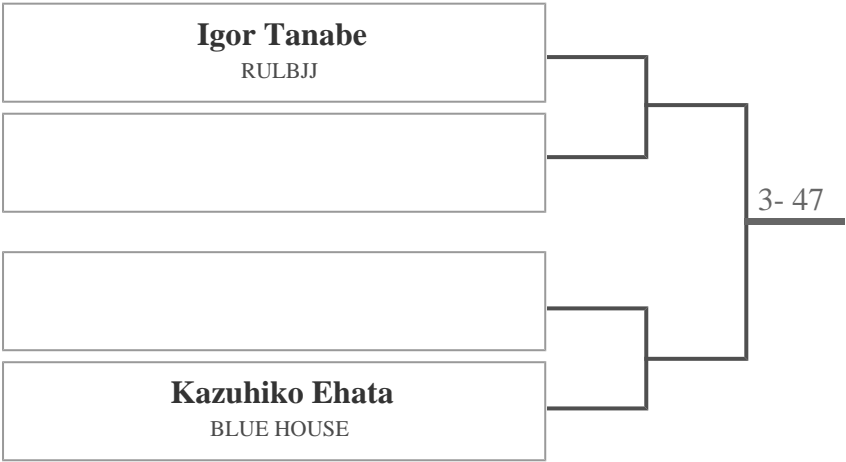 Igor Tanabe
RULBJJ
3- 47
Kazuhiko Ehata
BLUE HOUSE